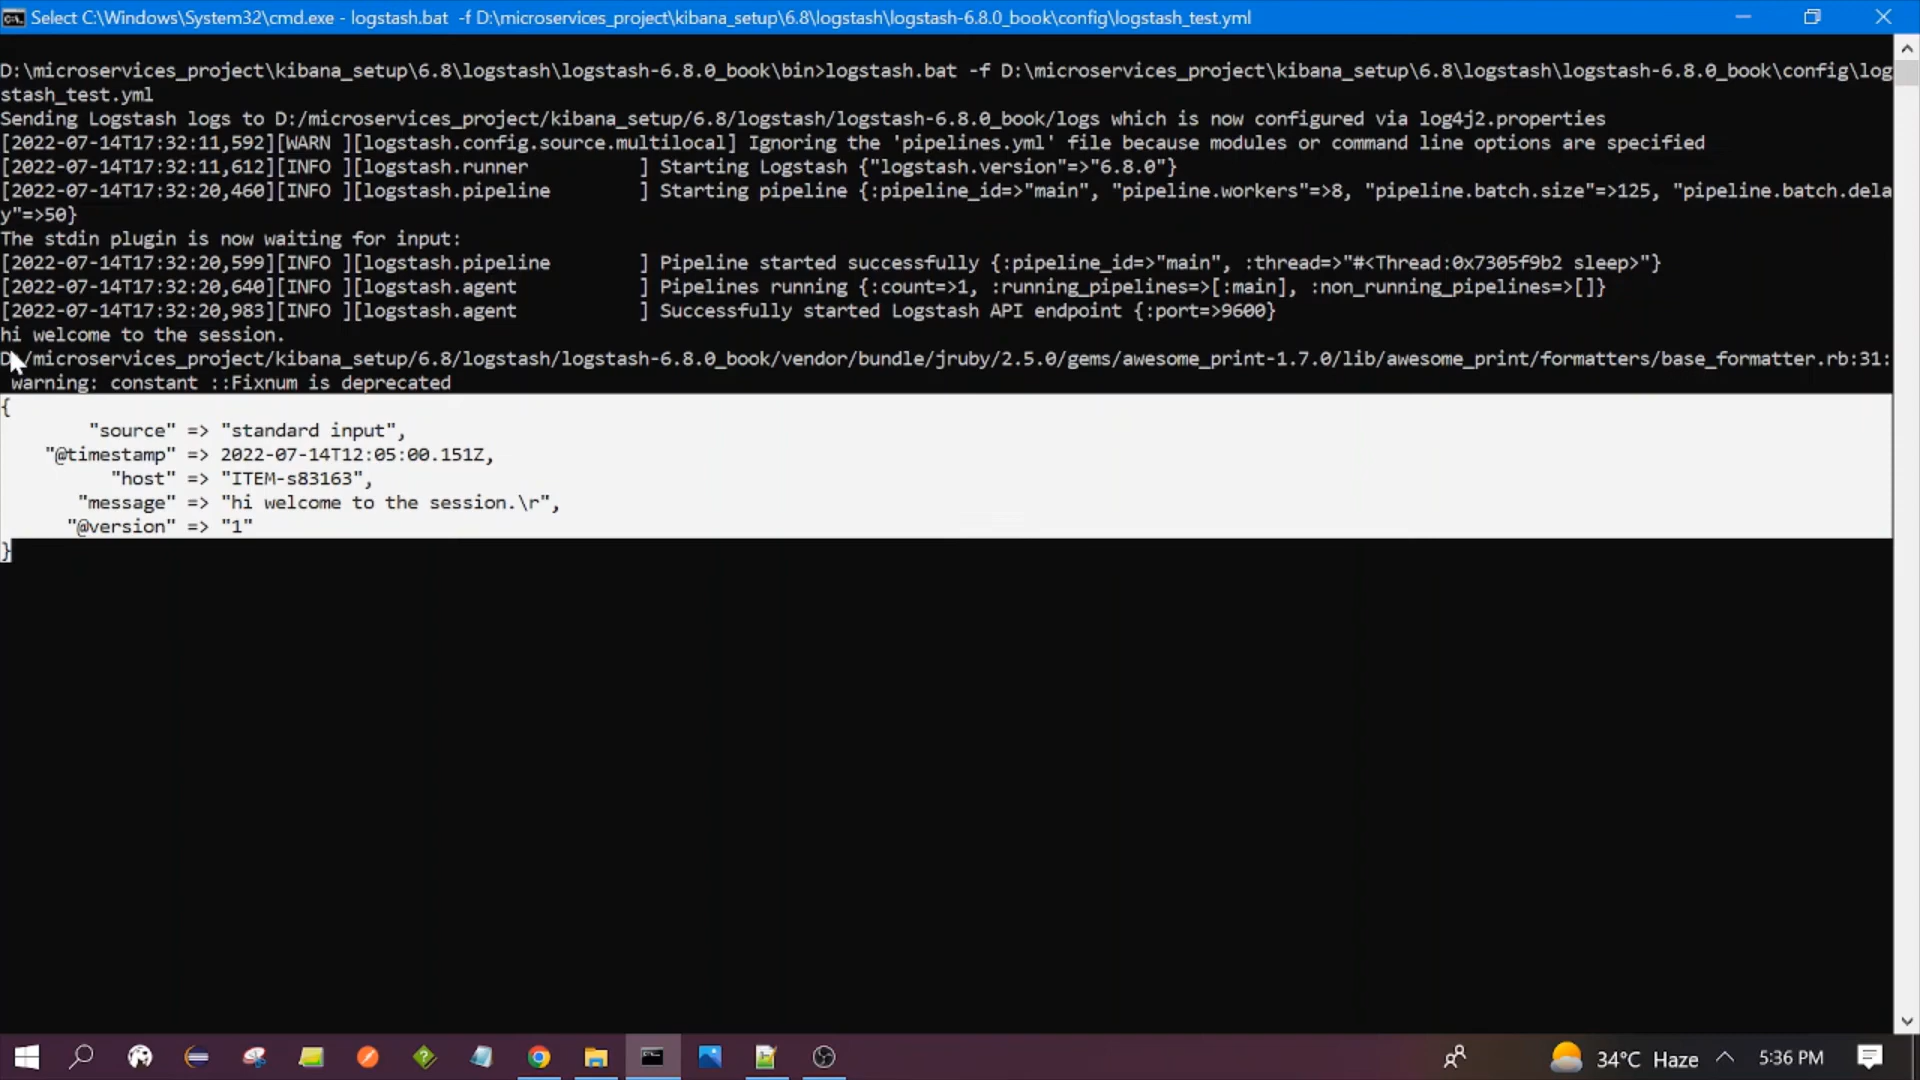 Select C:\Windows\System32\cmd.exe - logstash.bat  -f D:\microservices_project\kibana_setup\6.8\logstash\logstash-6.8.0_book\config\logstash_test.yml
D:\microservices_project\kibana_setup\6.8\logstash\logstash-6.8.0_book\bin>logstash.bat -f D:\microservices_project\kibana_setup\6.8\logstash\logstash-6.8.0_book\config\log
stash_test.yml
Sending Logstash logs to D:/microservices_project/kibana_setup/6.8/logstash/logstash-6.8.0_book/logs which is now configured via log4j2.properties
[2022-07-14T17:32:11,592][WARN ][logstash.config.source.multilocal] Ignoring the 'pipelines.yml' file because modules or command line options are specified
[2022-07-14T17:32:11,612][INFO ][logstash.runner          ] Starting Logstash {"logstash.version"=>"6.8.0"}
[2022-07-14T17:32:20,460][INFO ][logstash.pipeline        ] Starting pipeline {:pipeline_id=>"main", "pipeline.workers"=>8, "pipeline.batch.size"=>125, "pipeline.batch.dela
y"=>50}
The stdin plugin is now waiting for input:
[2022-07-14T17:32:20,599][INFO ][logstash.pipeline        ] Pipeline started successfully {:pipeline_id=>"main", :thread=>"#<Thread:0x7305f9b2 sleep>"}
[2022-07-14T17:32:20,640][INFO ][logstash.agent           ] Pipelines running {:count=>1, :running_pipelines=>[:main], :non_running_pipelines=>[]}
[2022-07-14T17:32:20,983][INFO ][logstash.agent           ] Successfully started Logstash API endpoint {:port=>9600}
hi welcome to the session.
D:/microservices_project/kibana_setup/6.8/logstash/logstash-6.8.0_book/vendor/bundle/jruby/2.5.0/gems/awesome_print-1.7.0/lib/awesome_print/formatters/base_formatter.rb:31:
 warning: constant ::Fixnum is deprecated
{
        "source" => "standard input",
    "@timestamp" => 2022-07-14T12:05:00.151Z,
          "host" => "ITEM-s83163",
       "message" => "hi welcome to the session.\r",
      "@version" => "1"
}
34°C Haze
5:36 PM